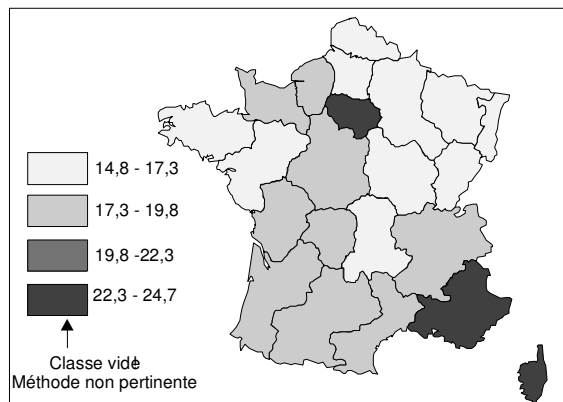 14,8 - 17,3
17,3 - 19,8
19,8 -22,3
22,3 - 24,7
Classe vide
Méthode non pertinente